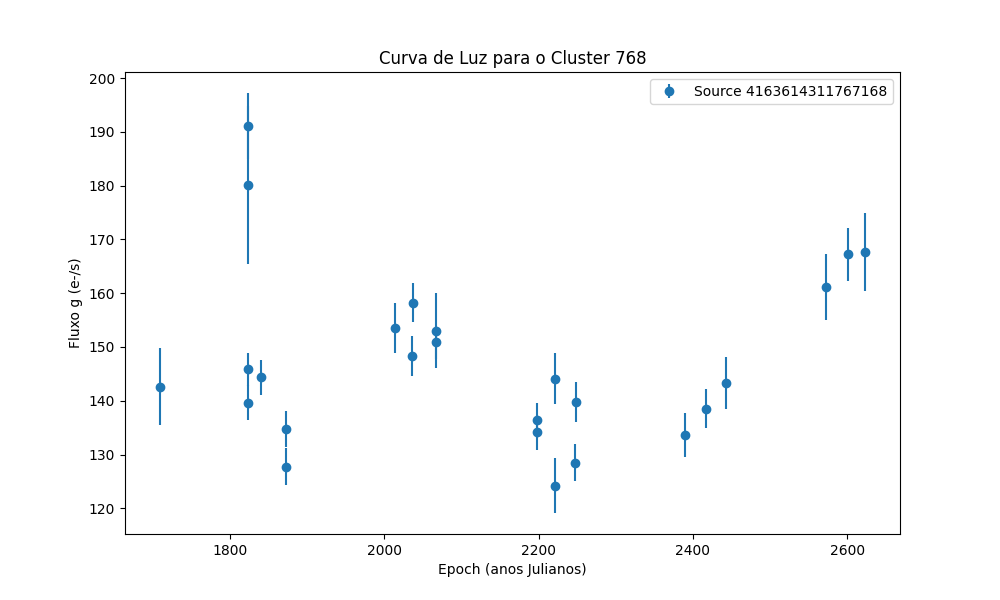 Curva de Luz para o Cluster 768
Source 4163614311767168
200
190
180
170
160
150
140
130
120
Fluxo g (e-/s)
1800 2000 2200 2400 2600
Epoch (anos Julianos)